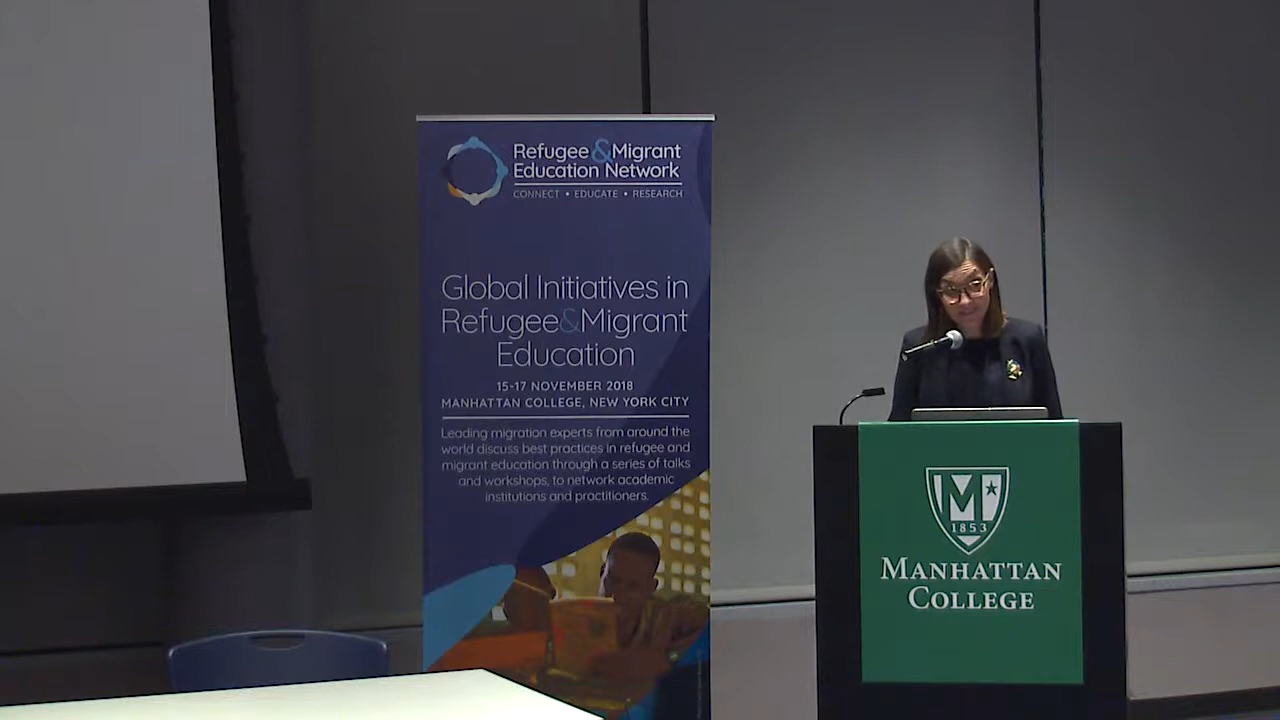 Refugee & Migrant
Education Network
CONNECT • EDUCATE • RESEARCH
Global Initiatives in
Refugee&Migrant
Education
15-17 NOVEMBER 2018
MANHATTAN COLLEGE, NEW YORK CITY
Leading migration experts from around the
world discuss best practices in refugee and
migrant education through a series of talks
and workshops, to network academic
institutions and practitioners.
M
1853
MANHATTAN
COLLEGE